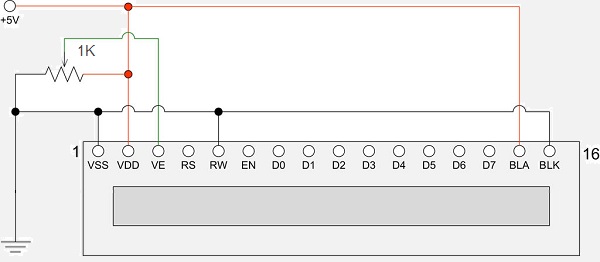 +5V
1K
1
16
VSS VDD VE RS RW EN D0 D1 D2 D3 D4 D5 D6 D7 BLA BLK